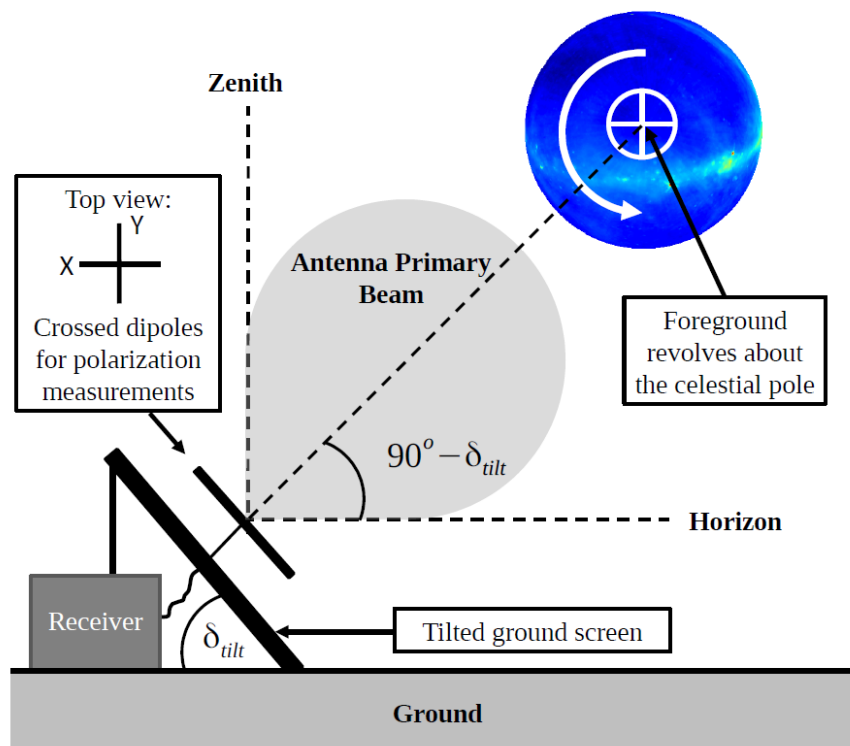 Zenith
Top view:
Y
X
Crossed dipoles
for polarization
measurements
Antenna Primary
Beam
Foreground
revolves about
the celestial pole
90° − δtilt
Horizon
Receiver
δtilt
Tilted ground screen
Ground